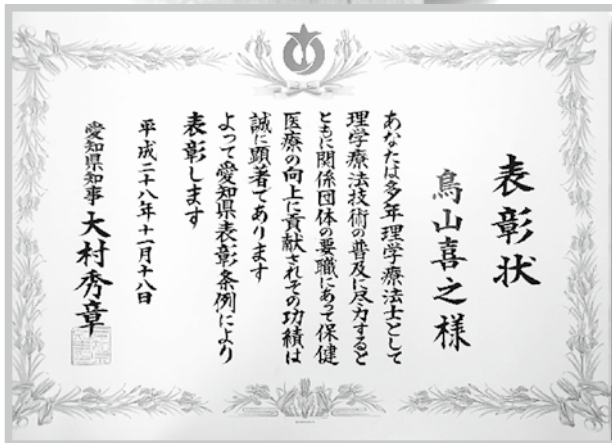 表彰状
鳥山喜之様
あなたは多年理学療法士として
理学療法技術の普及に尽力すると
ともに関係団体の要職にあって保健
医療の向上に貢献されその功績は
誠に顕著であります
よって愛知県表彰条例により
表彰します
平成二十八年十一月十八日
愛知県知事 大村秀章